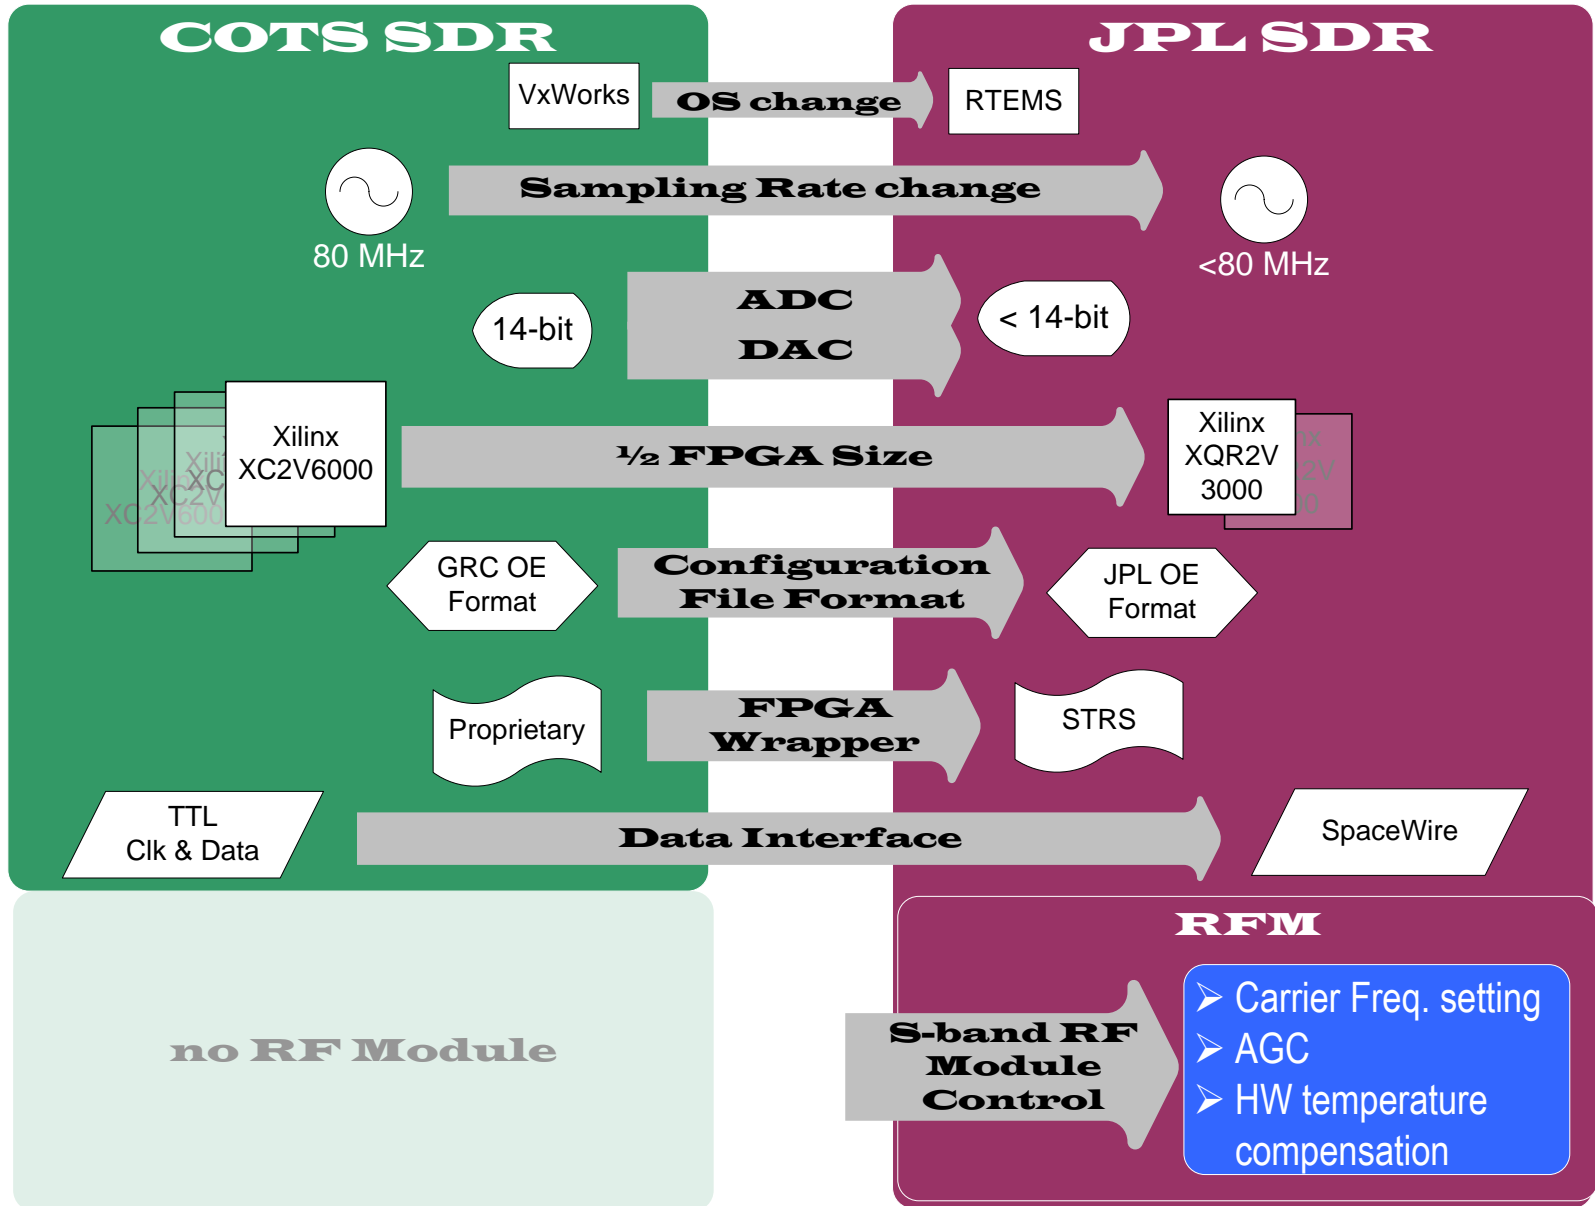 COTS SDR
JPL SDR
VxWorks
OS change
RTEMS
Sampling Rate change
80 MHz
<80 MHz
14-bit
ADC
DAC
< 14-bit
Xilinx
XC2V6000
½ FPGA Size
Xilinx
XQR2V
3000
GRC OE
Format
Configuration
File Format
JPL OE
Format
Proprietary
FPGA
Wrapper
STRS
TTL
Clk & Data
Data Interface
SpaceWire
no RF Module
RFM
S-band RF
Module
Control
➢ Carrier Freq. setting
➢ AGC
➢ HW temperature
compensation